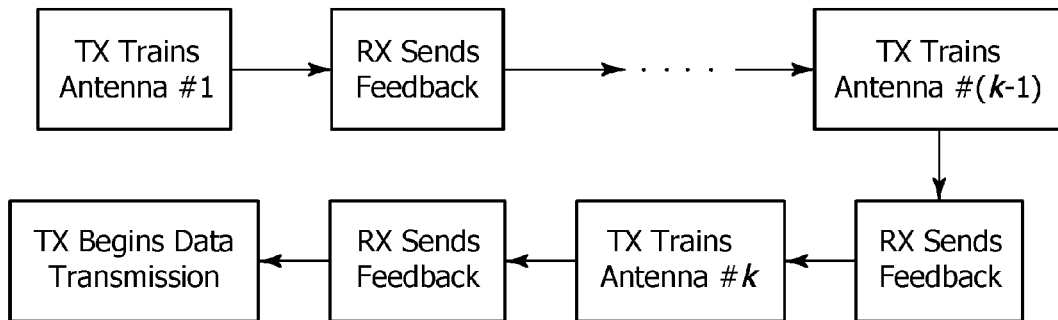 TX Trains
Antenna #1
RX Sends
Feedback
. . . .
TX Trains
Antenna #(k-1)
TX Begins Data
Transmission
RX Sends
Feedback
TX Trains
Antenna #k
RX Sends
Feedback